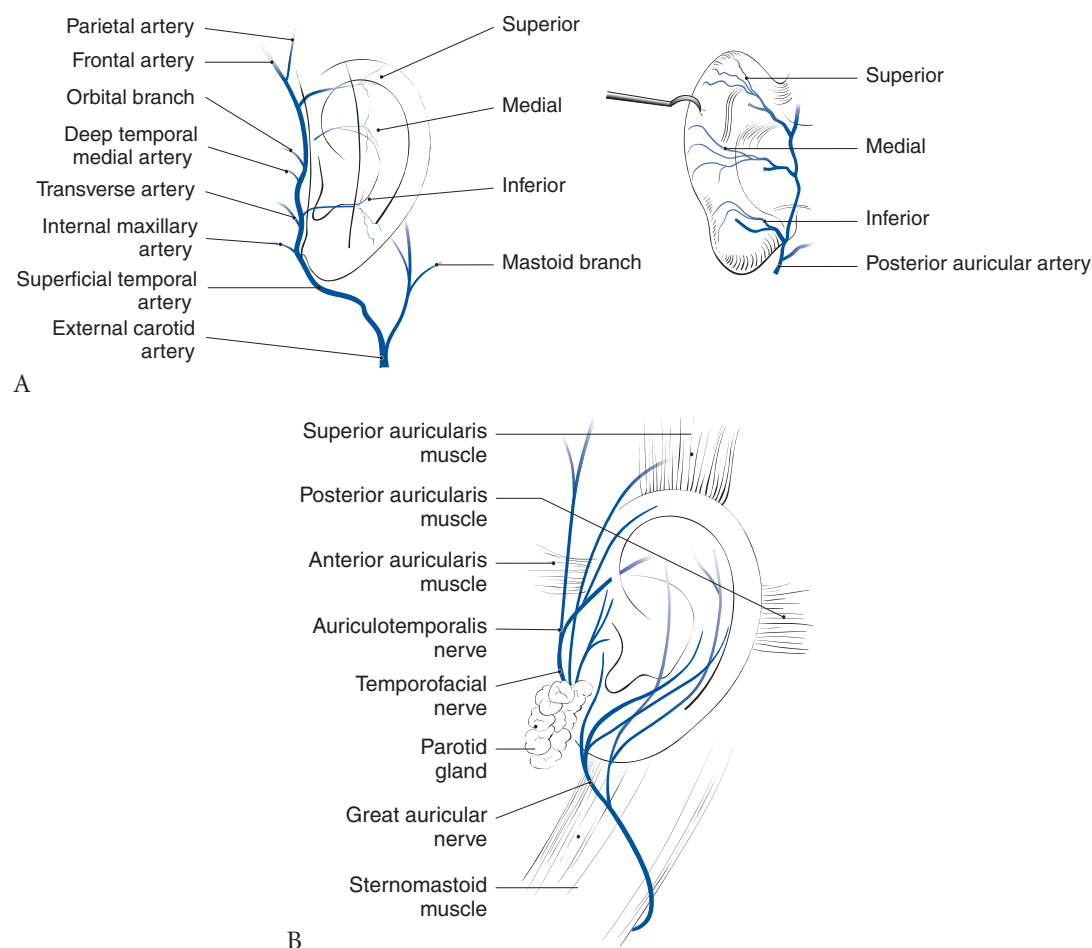 Parietal artery
Frontal artery
Orbital branch
Deep temporal
medial artery
Transverse artery
Internal maxillary
artery
Superficial temporal
artery
External carotid
artery
Superior
Medial
Inferior
Mastoid branch
Superior
Medial
Inferior
Posterior auricular artery
A
Superior auricularis
muscle
Posterior auricularis
muscle
Anterior auricularis
muscle
Auriculotemporalis
nerve
Temporofacial
nerve
Parotid
gland
Great auricular
nerve
Sternomastoid
muscle
B